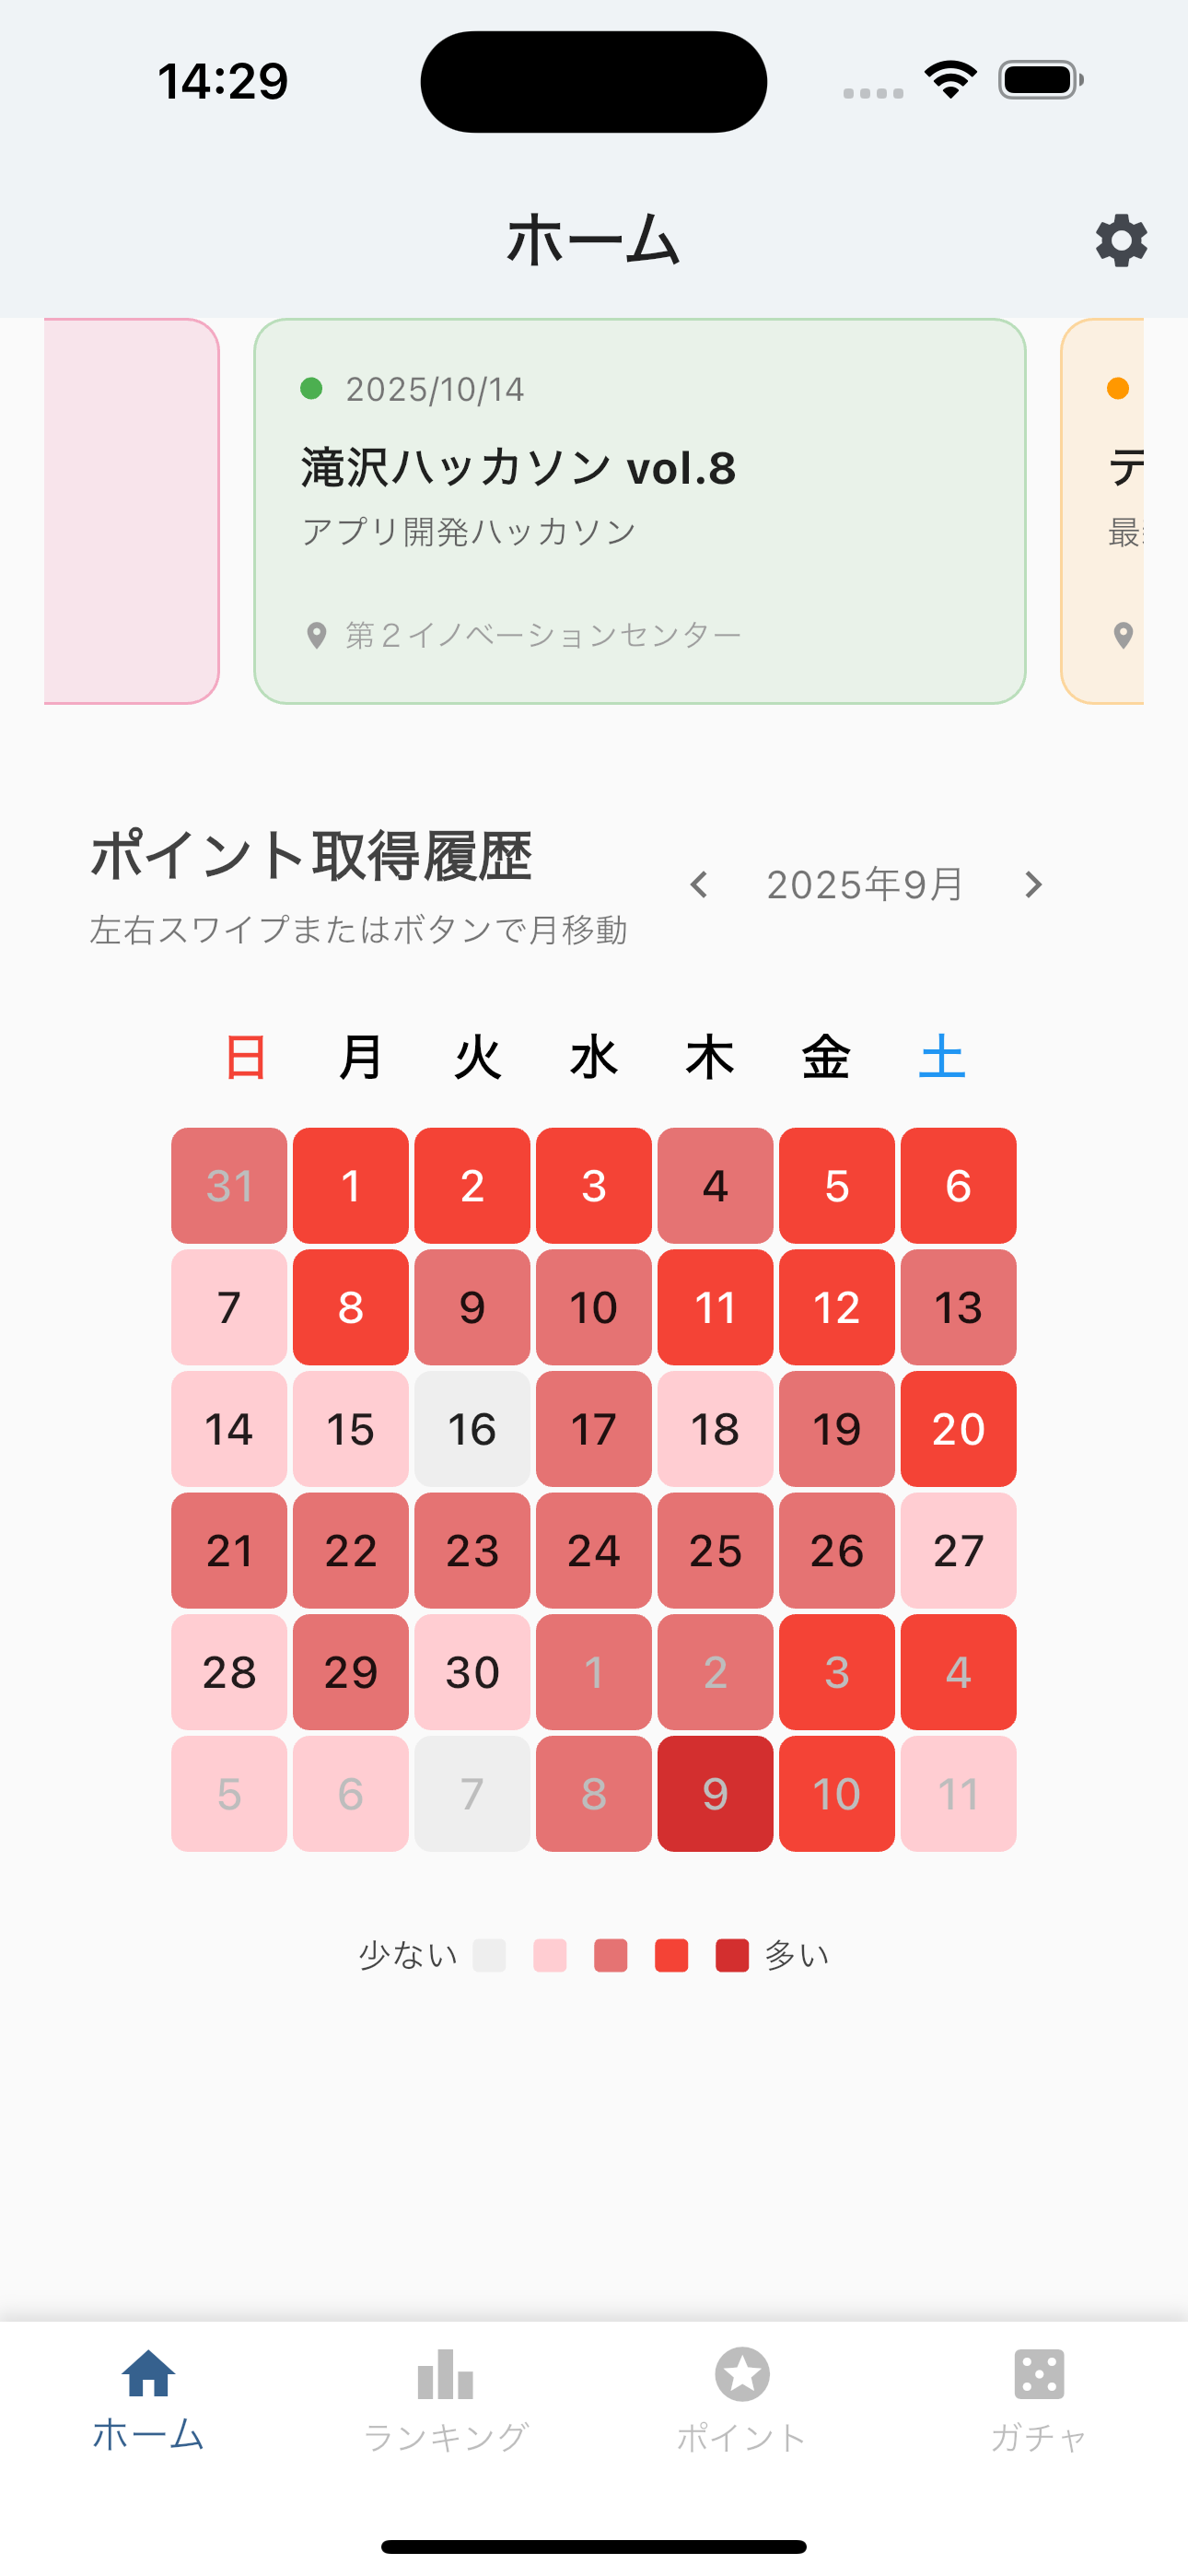 14:29
ホーム
2025/10/14
滝沢ハッカソン vol.8
アプリ開発ハッカソン
第2イノベーションセンター
テ
最
ポイント取得履歴
左右スワイプまたはボタンで月移動
2025年9月
日 月 火 水 木 金 土
31 1 2 3 4 5 6
7 8 9 10 11 12 13
14 15 16 17 18 19 20
21 22 23 24 25 26 27
28 29 30 1 2 3 4
5 6 7 8 9 10 11
少ない 多い
ホーム ランキング ポイント ガチャ